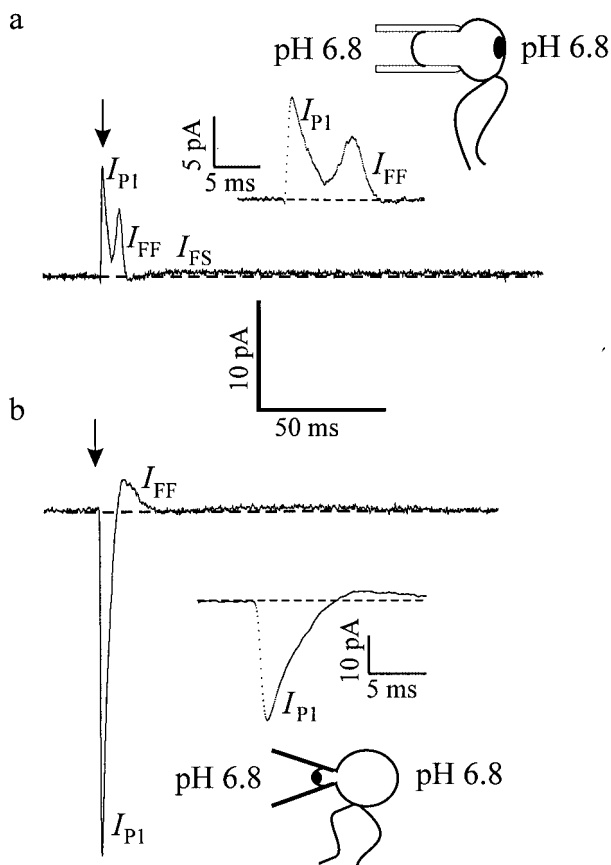 a
pH 6.8 pH 6.8
5 pA
5 ms
I_P1
I_FF
I_P1
I_FF
I_FS
10 pA
50 ms
b
I_FF
I_P1
10 pA
5 ms
pH 6.8 pH 6.8
I_P1